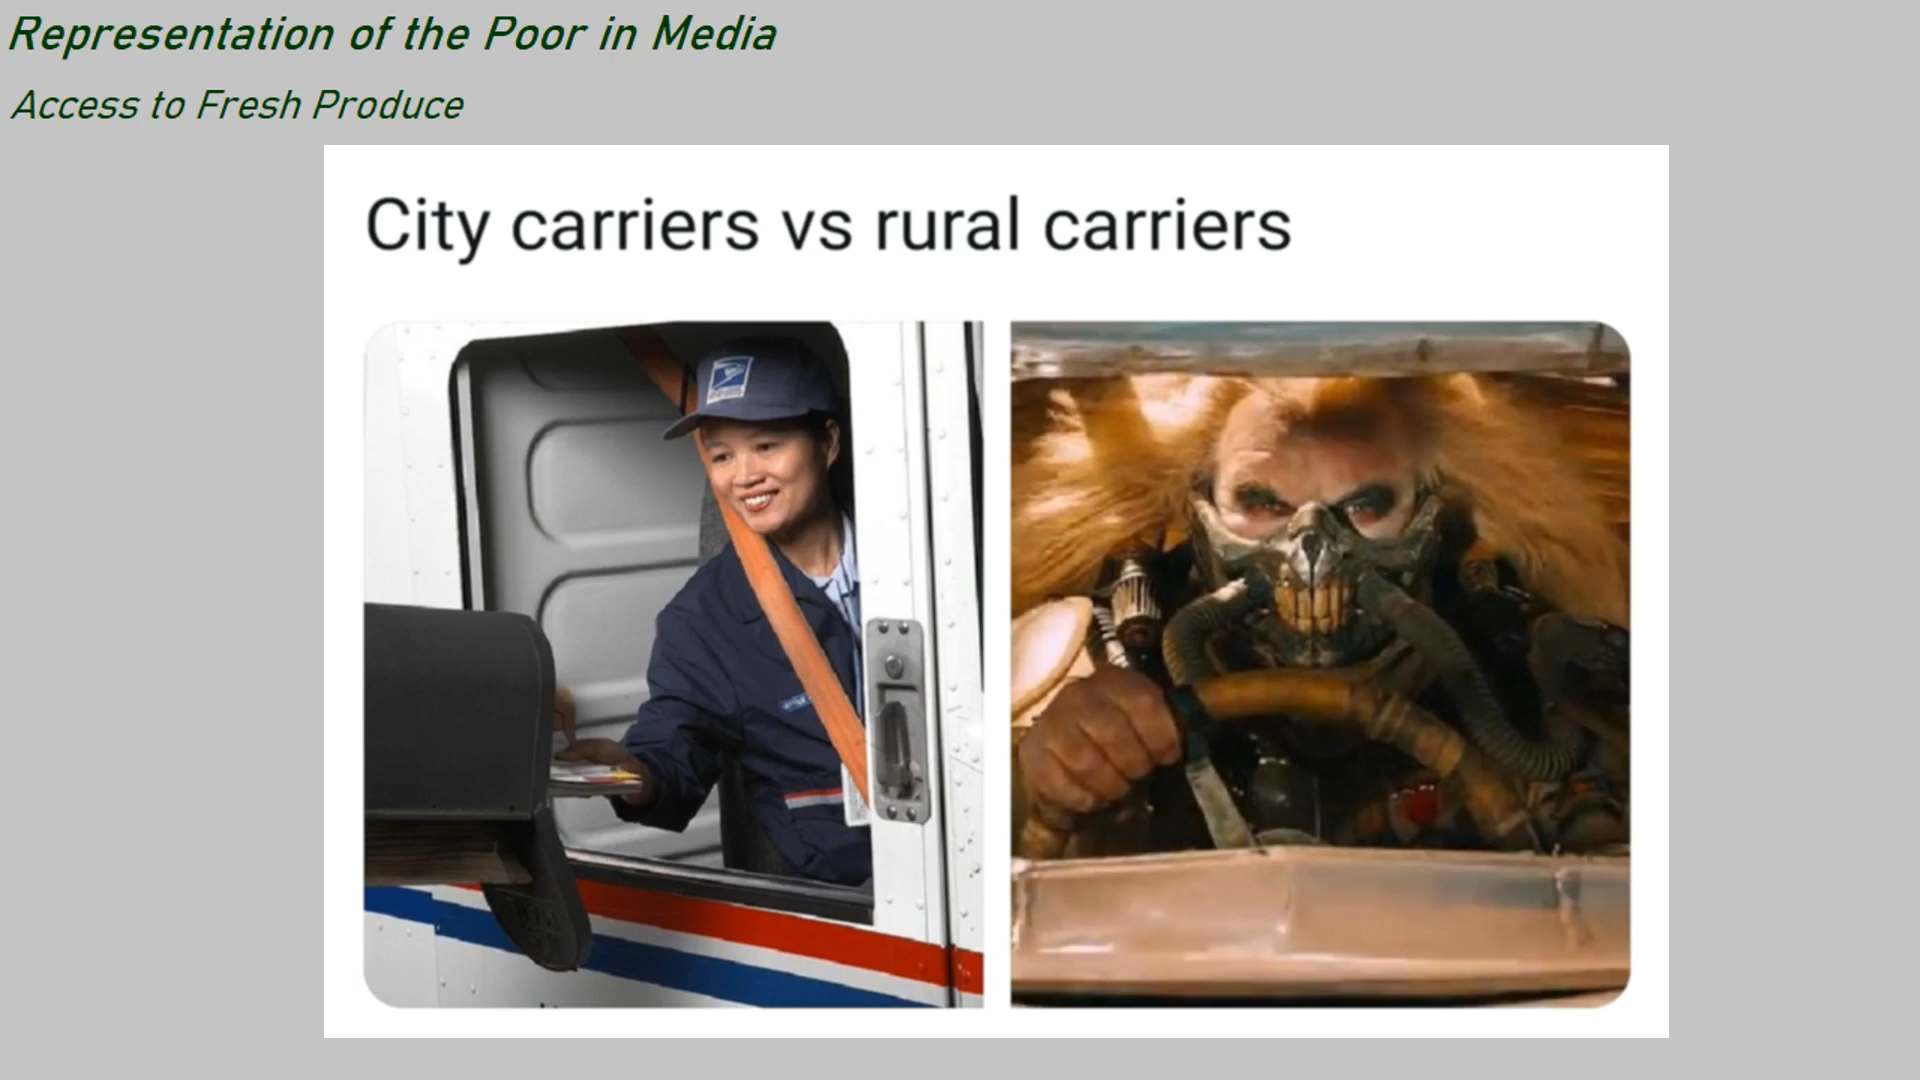 Representation of the Poor in Media
Access to Fresh Produce
City carriers vs rural carriers